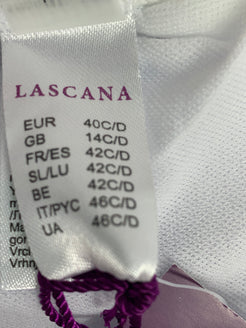 LASCANA
EUR 40C/D
GB 14C/D
FR/ES 42C/D
SL/LU 42C/D
BE 42C/D
IT/PYC 46C/D
UA 46C/D